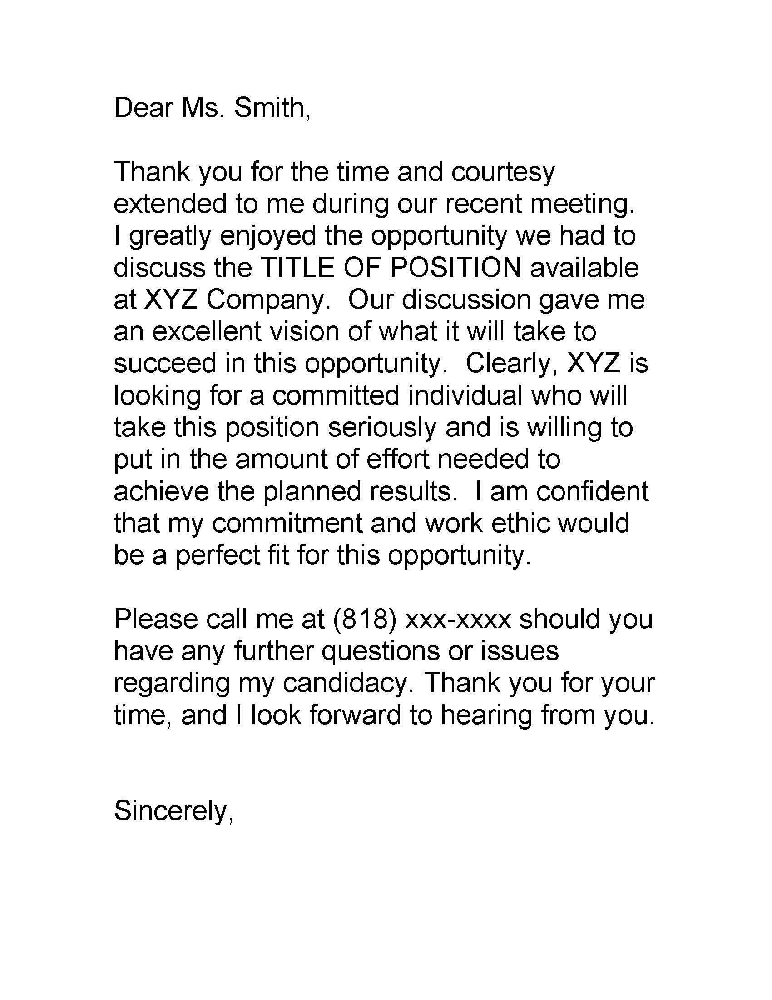 Dear Ms. Smith,
Thank you for the time and courtesy
extended to me during our recent meeting.
I greatly enjoyed the opportunity we had to
discuss the TITLE OF POSITION available
at XYZ Company.  Our discussion gave me
an excellent vision of what it will take to
succeed in this opportunity.  Clearly, XYZ is
looking for a committed individual who will
take this position seriously and is willing to
put in the amount of effort needed to
achieve the planned results.  I am confident
that my commitment and work ethic would
be a perfect fit for this opportunity.
Please call me at (818) xxx-xxxx should you
have any further questions or issues
regarding my candidacy. Thank you for your
time, and I look forward to hearing from you.
Sincerely,